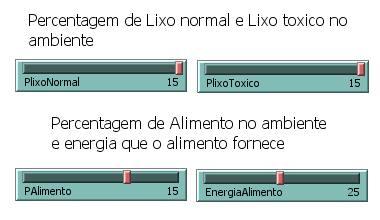 Percentagem de Lixo normal e Lixo toxico no
ambiente
PlixoNormal 15 PlixoToxico 15
Percentagem de Alimento no ambiente
e energia que o alimento fornece
PAlimento 15 EnergiaAlimento 25